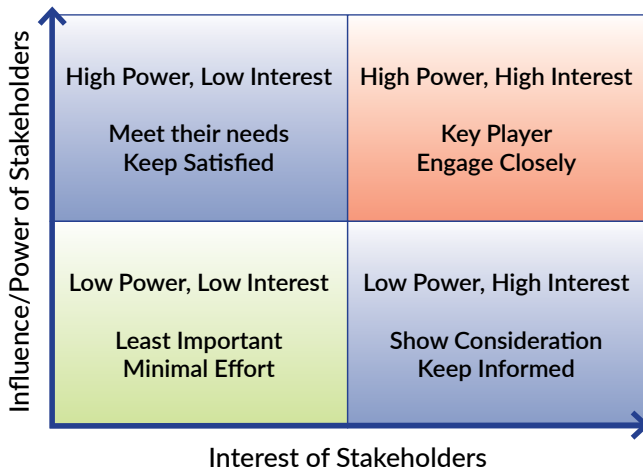 Influence/Power of Stakeholders
High Power, Low Interest
Meet their needs
Keep Satisfied
High Power, High Interest
Key Player
Engage Closely
Low Power, Low Interest
Least Important
Minimal Effort
Low Power, High Interest
Show Consideration
Keep Informed
Interest of Stakeholders